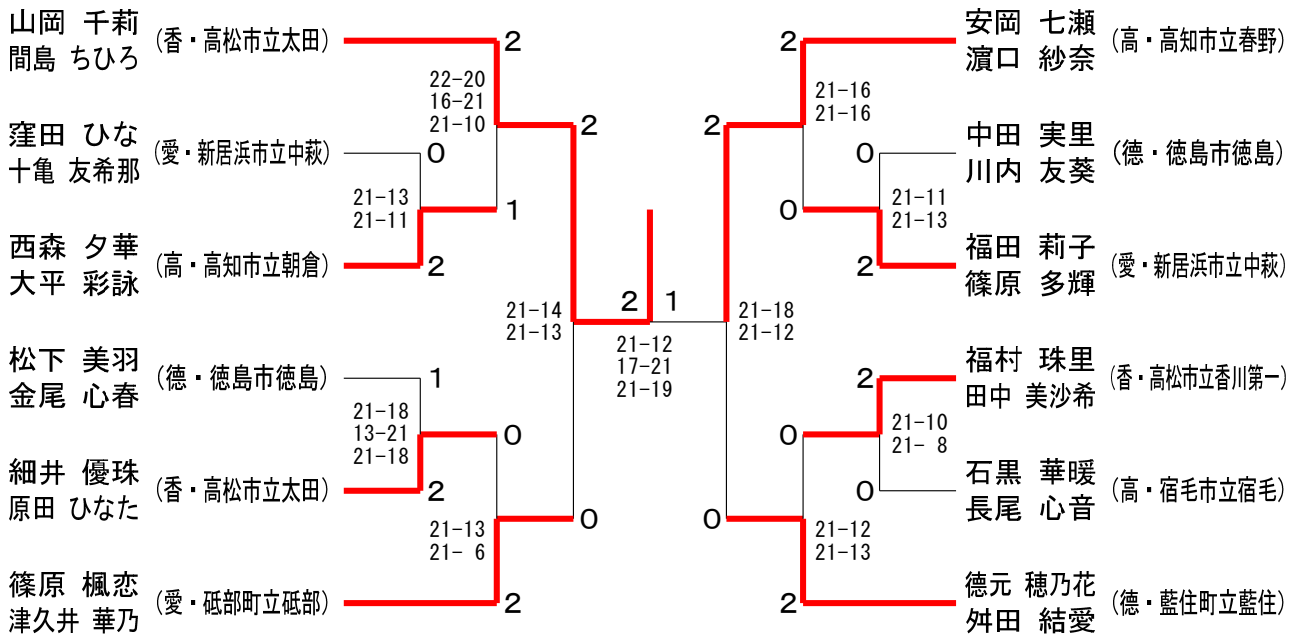 山岡 千莉
間島 ちひろ
(香・高松市立太田)
2
22-20
16-21
21-10
窪田 ひな
十亀 友希那
(愛・新居浜市立中萩)
0
21-13
21-11
1
西森 夕華
大平 彩詠
(高・高知市立朝倉)
2
2
21-14
21-13
松下 美羽
金尾 心春
(徳・徳島市徳島)
1
21-18
13-21
21-18
0
細井 優珠
原田 ひなた
(香・高松市立太田)
2
21-13
21- 6
0
篠原 楓恋
津久井 華乃
(愛・砥部町立砥部)
2
2
1
21-12
17-21
21-19
2
安岡 七瀬
濵口 紗奈
(高・高知市立春野)
21-16
21-16
2
0
中田 実里
川内 友葵
(徳・徳島市徳島)
21-11
21-13
0
2
福田 莉子
篠原 多輝
(愛・新居浜市立中萩)
21-18
21-12
2
福村 珠里
田中 美沙希
(香・高松市立香川第一)
21-10
21- 8
0
0
石黒 華暖
長尾 心音
(高・宿毛市立宿毛)
0
21-12
21-13
2
德元 穂乃花
舛田 結愛
(徳・藍住町立藍住)